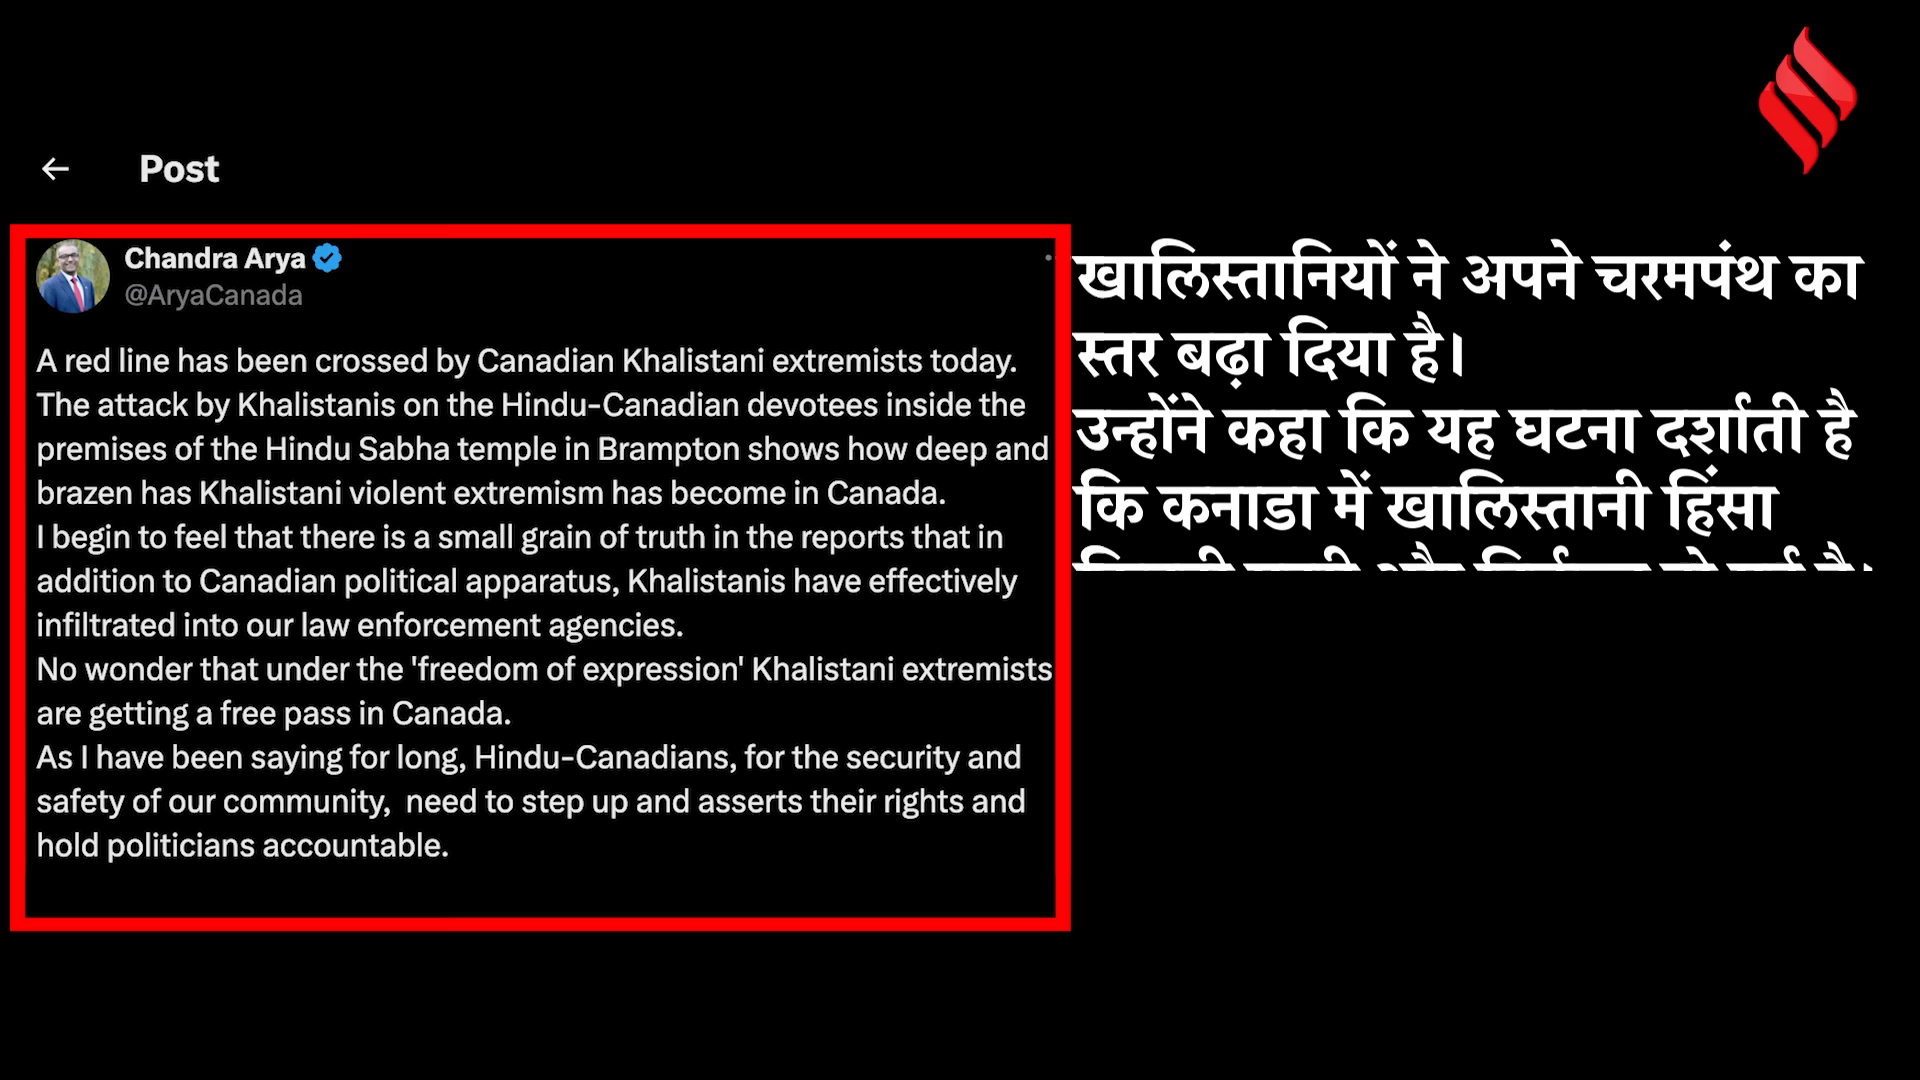 Post
Chandra Arya
@AryaCanada
A red line has been crossed by Canadian Khalistani extremists today.
The attack by Khalistanis on the Hindu-Canadian devotees inside the
premises of the Hindu Sabha temple in Brampton shows how deep and
brazen has Khalistani violent extremism has become in Canada.
I begin to feel that there is a small grain of truth in the reports that in
addition to Canadian political apparatus, Khalistanis have effectively
infiltrated into our law enforcement agencies.
No wonder that under the 'freedom of expression' Khalistani extremists
are getting a free pass in Canada.
As I have been saying for long, Hindu-Canadians, for the security and
safety of our community,  need to step up and asserts their rights and
hold politicians accountable.
खालिस्तानियों ने अपने चरमपंथ का
स्तर बढ़ा दिया है।
उन्होंने कहा कि यह घटना दर्शाती है
कि कनाडा में खालिस्तानी हिंसा